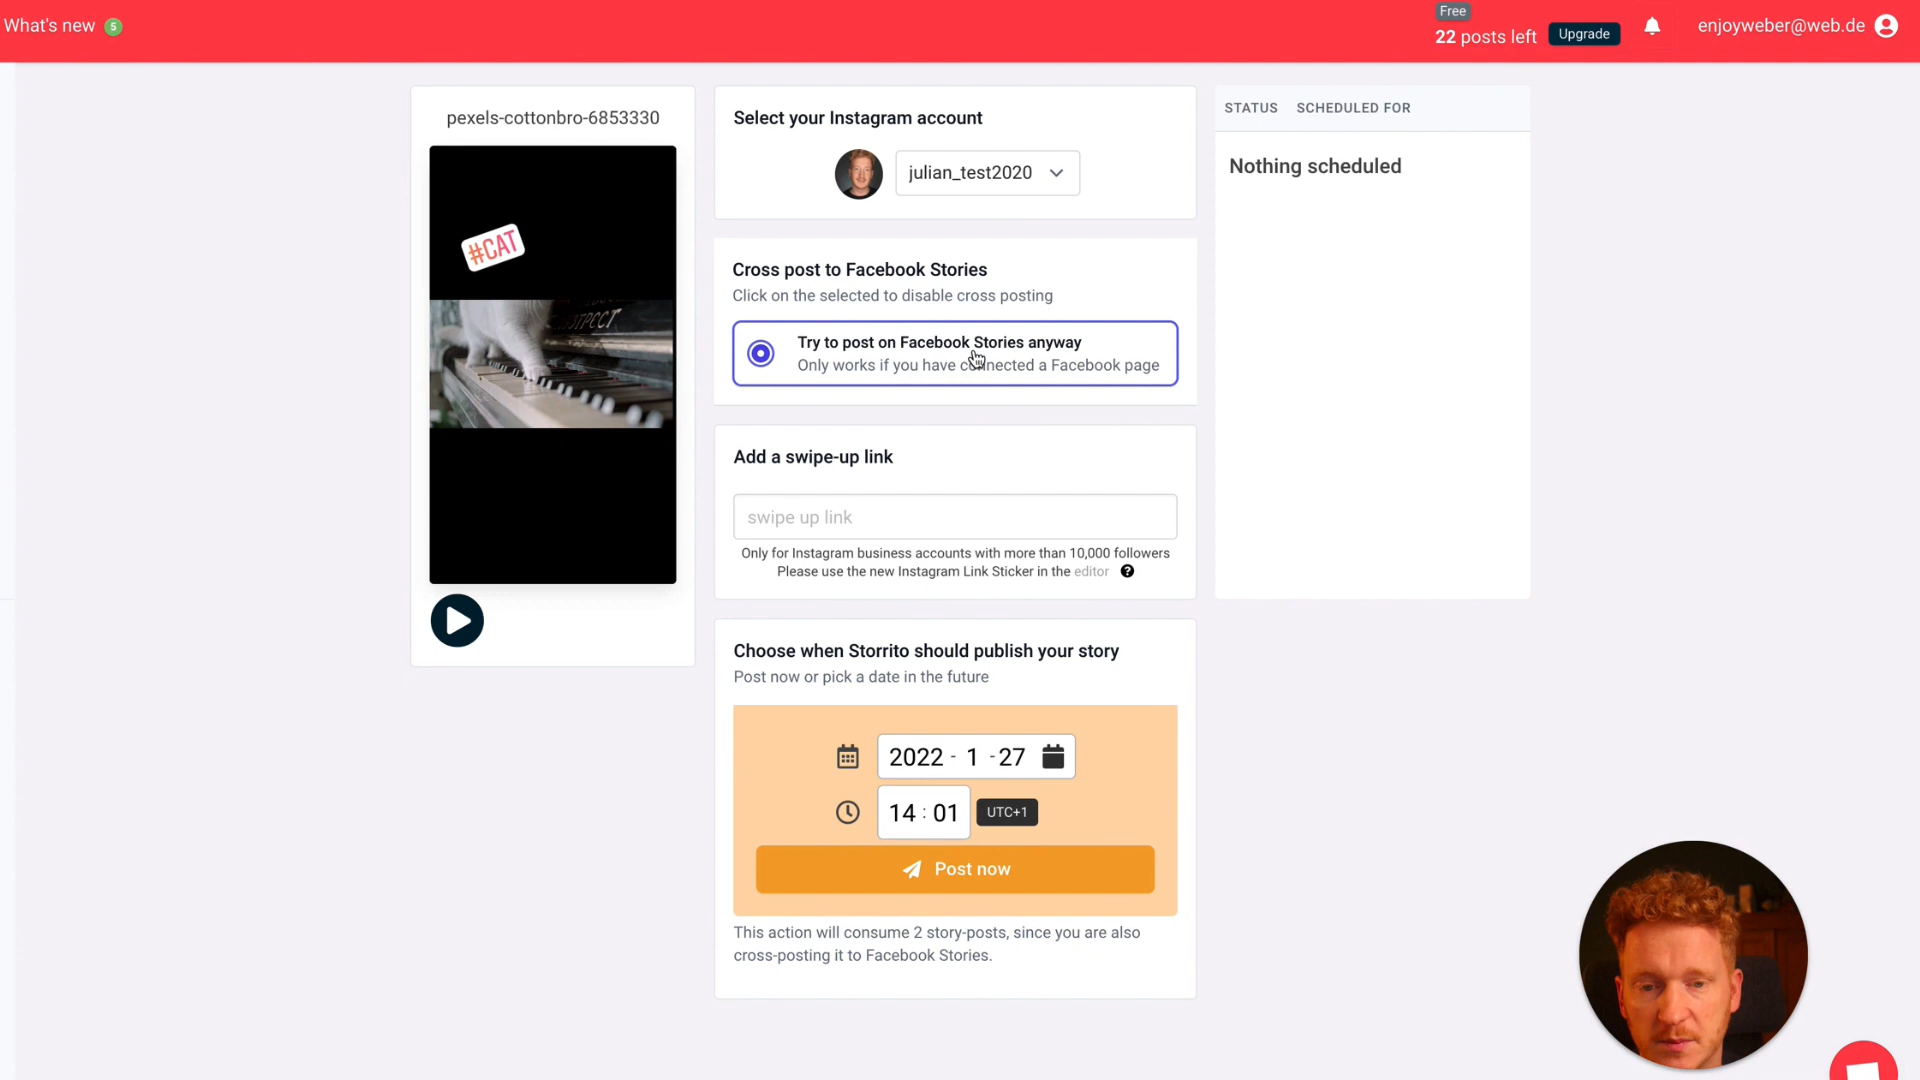 What's new 5
Free
22 posts left
Upgrade
enjoyweber@web.de
pexels-cottonbro-6853330
#CAT
Select your Instagram account
julian_test2020
Cross post to Facebook Stories
Click on the selected to disable cross posting
Try to post on Facebook Stories anyway
Only works if you have connected a Facebook page
Add a swipe-up link
swipe up link
Only for Instagram business accounts with more than 10,000 followers
Please use the new Instagram Link Sticker in the editor ?
Choose when Storrito should publish your story
Post now or pick a date in the future
2022 - 1 - 27
14 : 01 UTC+1
Post now
This action will consume 2 story-posts, since you are also
cross-posting it to Facebook Stories.
STATUS SCHEDULED FOR
Nothing scheduled